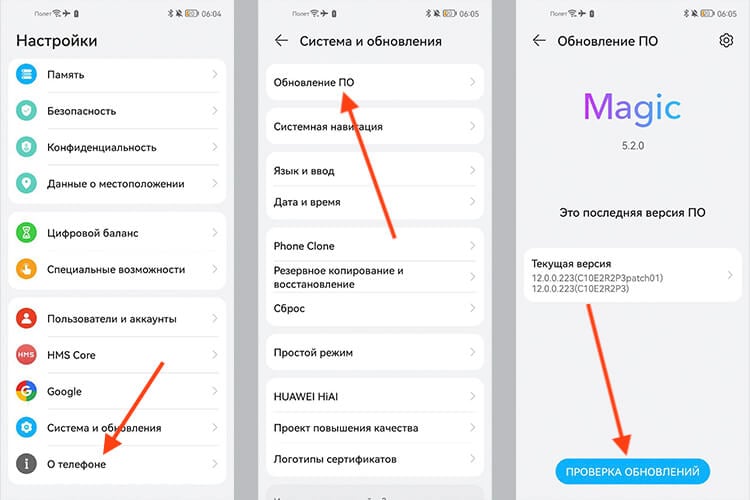 Полет
06:04
Настройки
Память
Безопасность
Конфиденциальность
Данные о местоположении
Цифровой баланс
Специальные возможности
Пользователи и аккаунты
HMS
HMS Core
Google
Система и обновления
О телефоне
Полет
06:05
Система и обновления
Обновление ПО
Системная навигация
Язык и ввод
Дата и время
Phone Clone
Резервное копирование и
восстановление
Сброс
Простой режим
HUAWEI HiAI
Проект повышения качества
Логотипы сертификатов
Полет
06:05
Обновление ПО
Magic
5.2.0
Это последняя версия ПО
Текущая версия
12.0.0.223(C10E2R2P3patch01)
12.0.0.223(C10E2R2P3)
ПРОВЕРКА ОБНОВЛЕНИЙ